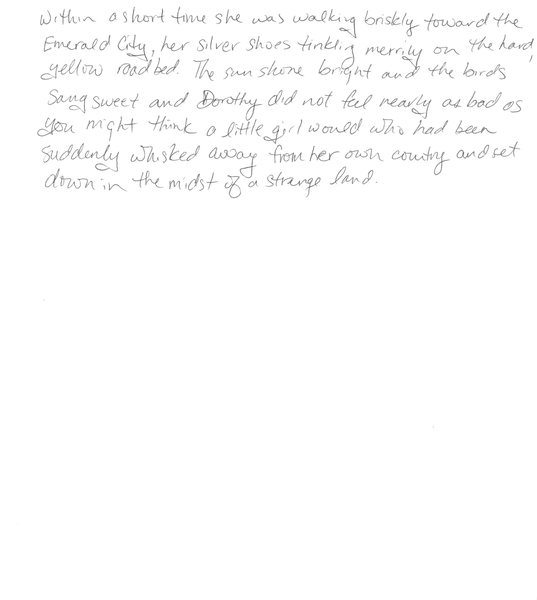 Within a short time she was walking briskly toward the
Emerald City, her silver shoes tinkling merrily on the hard,
yellow roadbed. The sun shone bright and the birds
Sang sweet and Dorothy did not feel nearly as bad as
you might think a little girl would who had been
suddenly whisked away from her own country and set
down in the midst of a strange land.